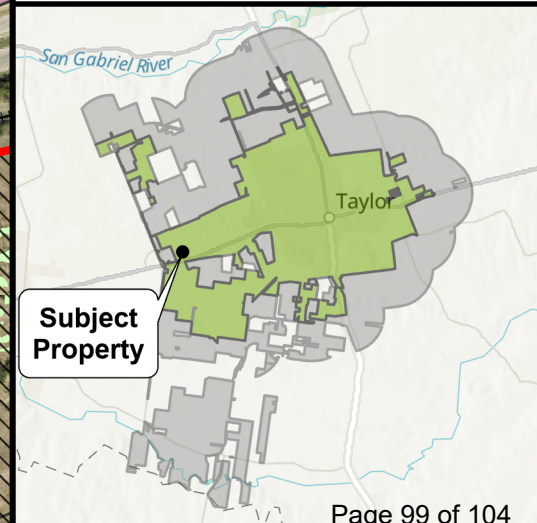 San Gabriel River
Taylor
Subject
Property
Page 99 of 104